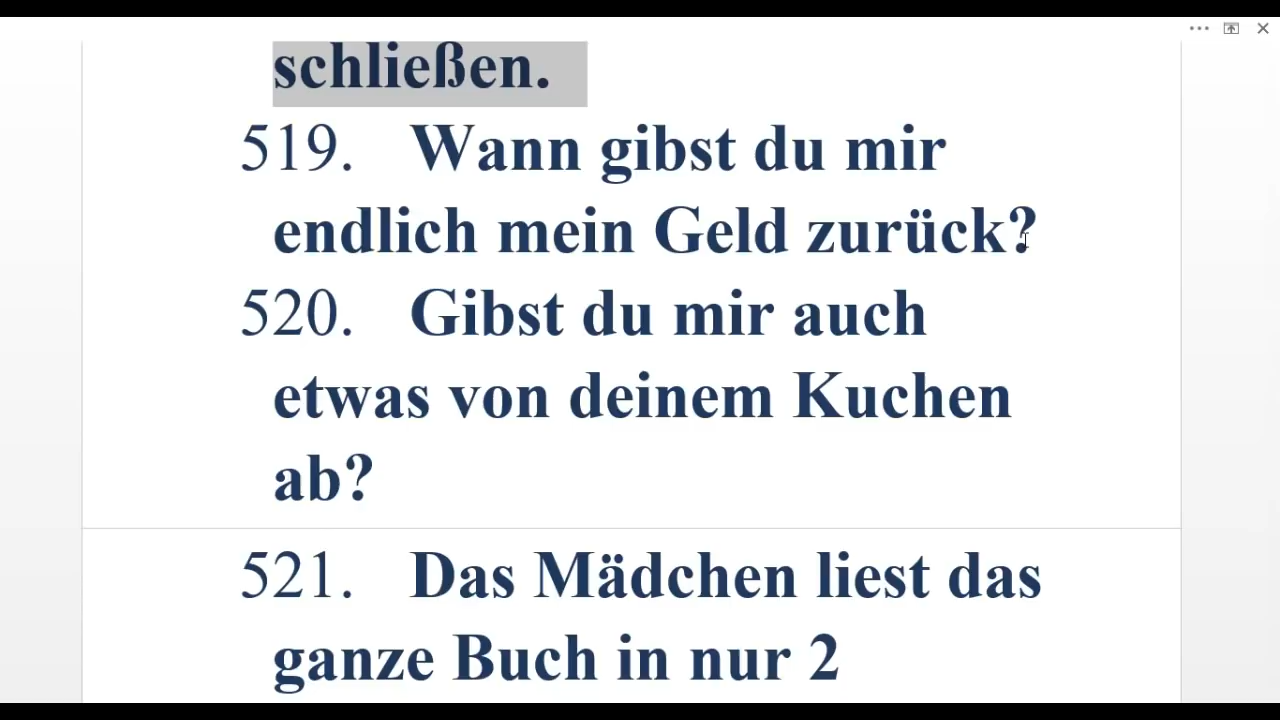 schließen.
519. Wann gibst du mir
endlich mein Geld zurück?
520. Gibst du mir auch
etwas von deinem Kuchen
ab?
521. Das Mädchen liest das
ganze Buch in nur 2